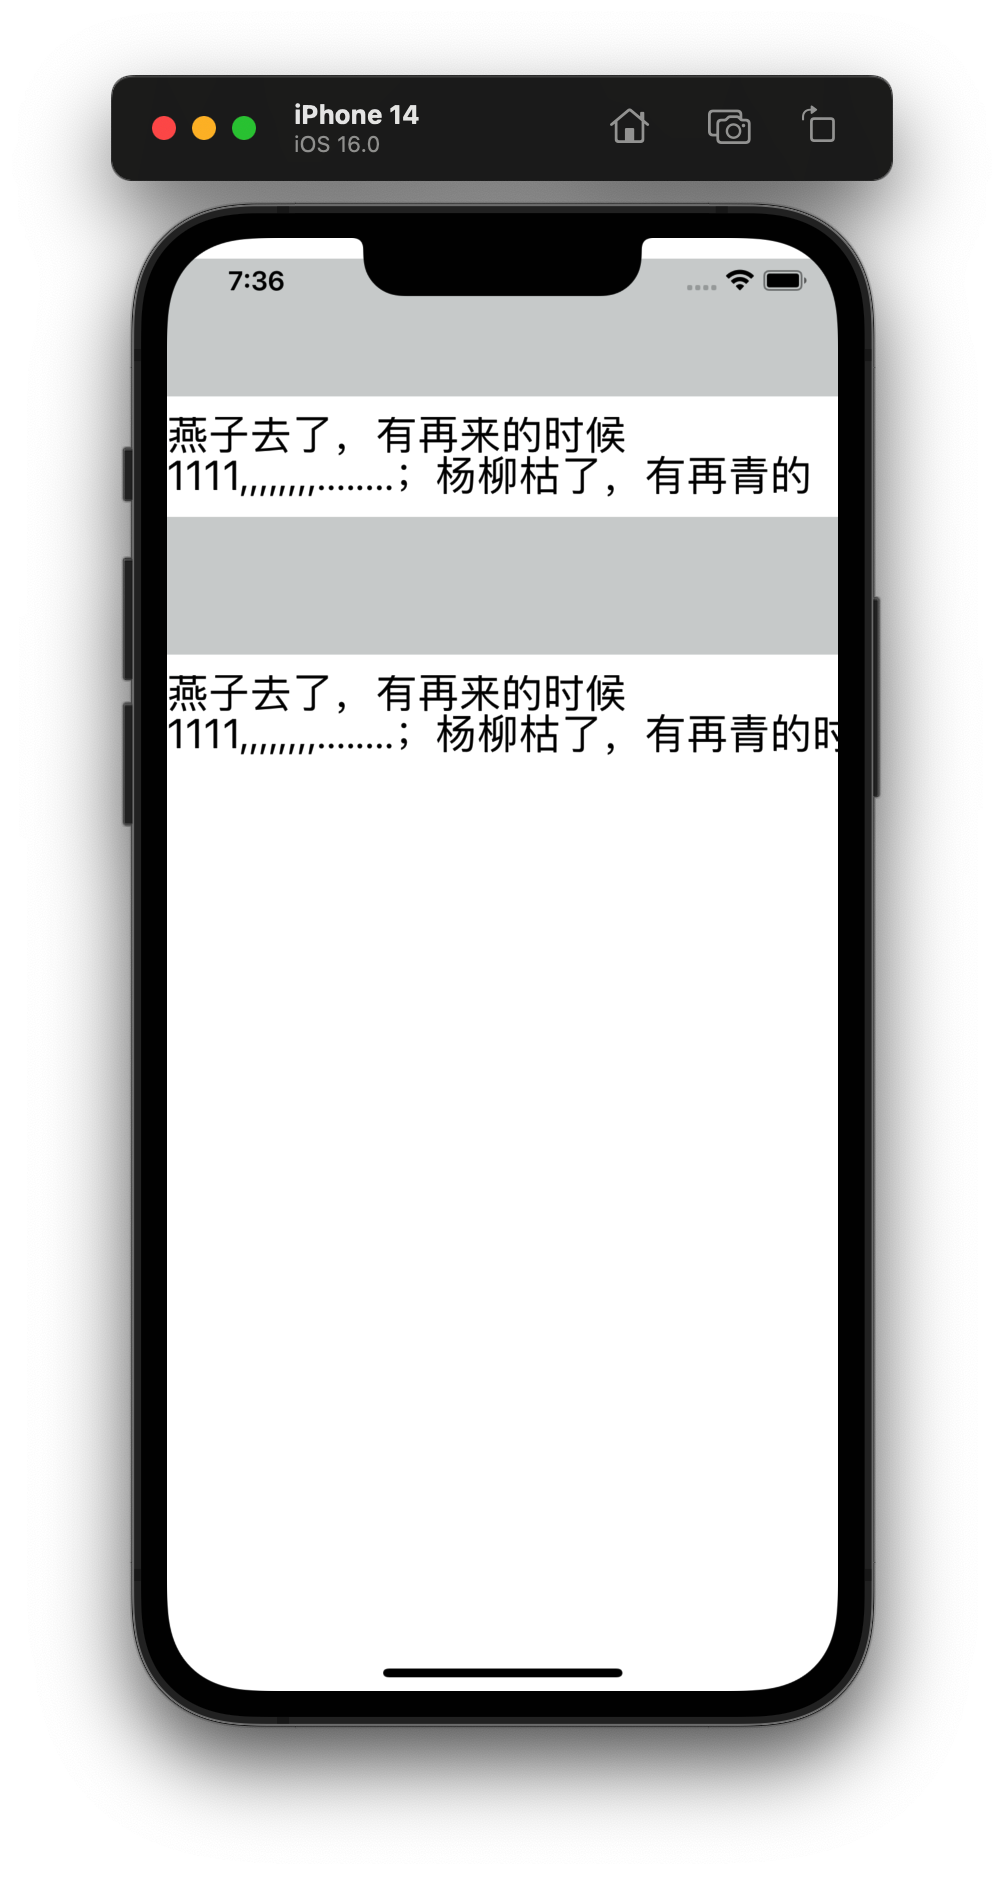 iPhone 14
iOS 16.0
7:36
燕子去了，有再来的时候
1111,,,,,,,,........；杨柳枯了，有再青的
燕子去了，有再来的时候
1111,,,,,,,,........；杨柳枯了，有再青的时